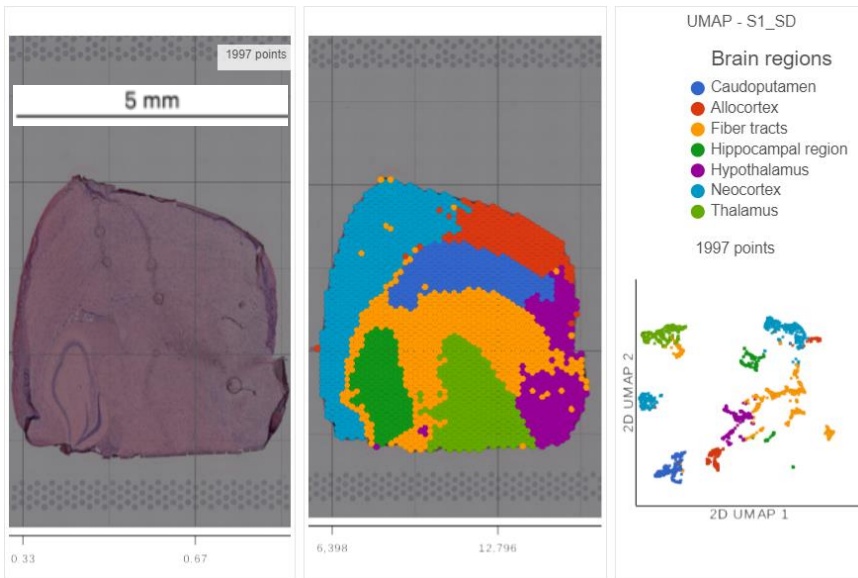 1997 points
5 mm
0.33
0.67
6,398
12.796
UMAP - S1_SD
Brain regions
Caudoputamen
Allocortex
Fiber tracts
Hippocampal region
Hypothalamus
Neocortex
Thalamus
1997 points
2D UMAP 2
2D UMAP 1